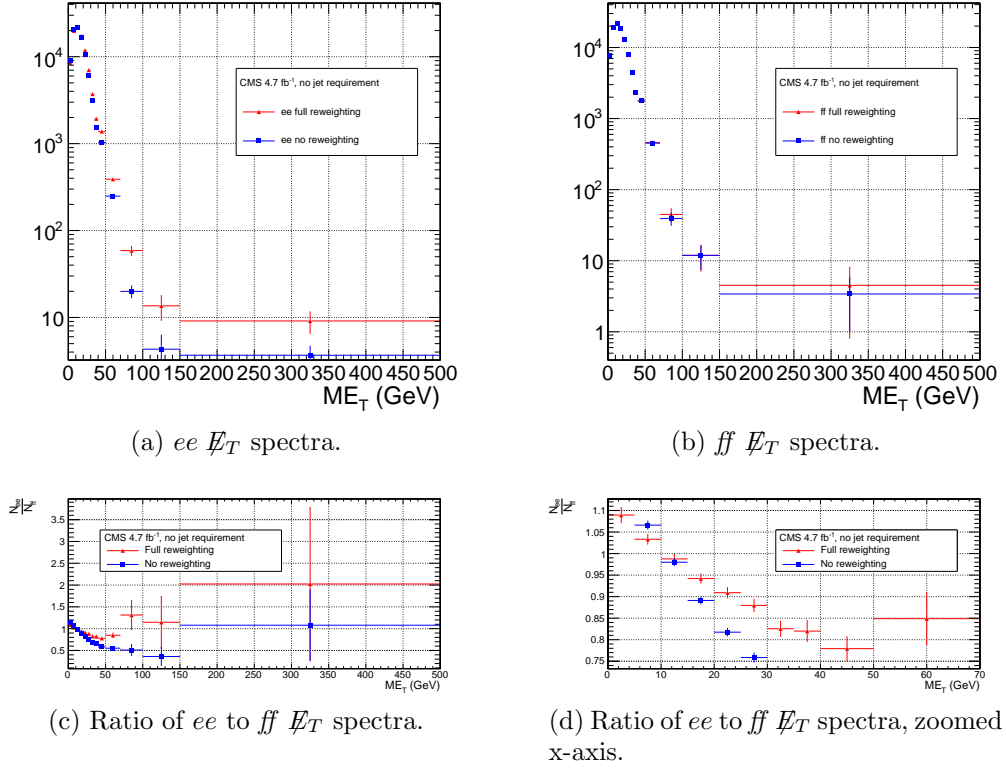 10⁴
10³
10²
10
CMS 4.7 fb⁻¹, no jet requirement
ee full reweighting
ee no reweighting
0 50 100 150 200 250 300 350 400 450 500
ME_T (GeV)
(a) ee E̸_T spectra.
10⁴
10³
10²
10
1
CMS 4.7 fb⁻¹, no jet requirement
ff full reweighting
ff no reweighting
0 50 100 150 200 250 300 350 400 450 500
ME_T (GeV)
(b) ff E̸_T spectra.
N_ee/N_ff
3.5
3
2.5
2
1.5
1
0.5
CMS 4.7 fb⁻¹, no jet requirement
Full reweighting
No reweighting
0 50 100 150 200 250 300 350 400 450 500
ME_T (GeV)
(c) Ratio of ee to ff E̸_T spectra.
N_ee/N_ff
1.1
1.05
1
0.95
0.9
0.85
0.8
0.75
CMS 4.7 fb⁻¹, no jet requirement
Full reweighting
No reweighting
0 10 20 30 40 50 60 70
ME_T (GeV)
(d) Ratio of ee to ff E̸_T spectra, zoomed
x-axis.